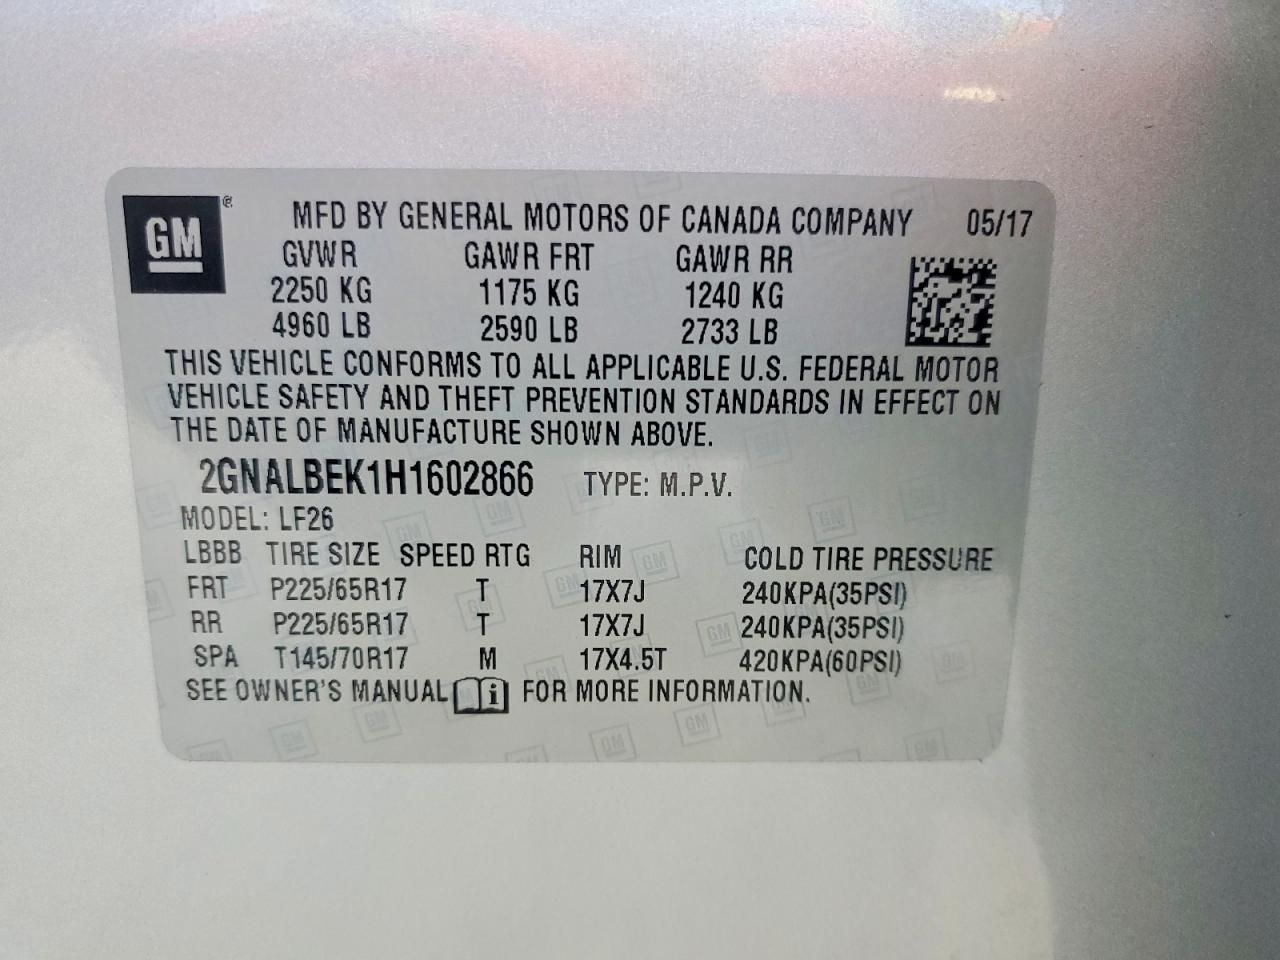 GM ® MFD BY GENERAL MOTORS OF CANADA COMPANY 05/17
GVWR GAWR FRT GAWR RR
2250 KG 1175 KG 1240 KG
4960 LB 2590 LB 2733 LB
THIS VEHICLE CONFORMS TO ALL APPLICABLE U.S. FEDERAL MOTOR
VEHICLE SAFETY AND THEFT PREVENTION STANDARDS IN EFFECT ON
THE DATE OF MANUFACTURE SHOWN ABOVE.
2GNALBEK1H1602866 TYPE: M.P.V.
MODEL: LF26
LBBB TIRE SIZE SPEED RTG RIM COLD TIRE PRESSURE
FRT P225/65R17 T 17X7J 240KPA(35PSI)
RR P225/65R17 T 17X7J 240KPA(35PSI)
SPA T145/70R17 M 17X4.5T 420KPA(60PSI)
SEE OWNER'S MANUAL i FOR MORE INFORMATION.